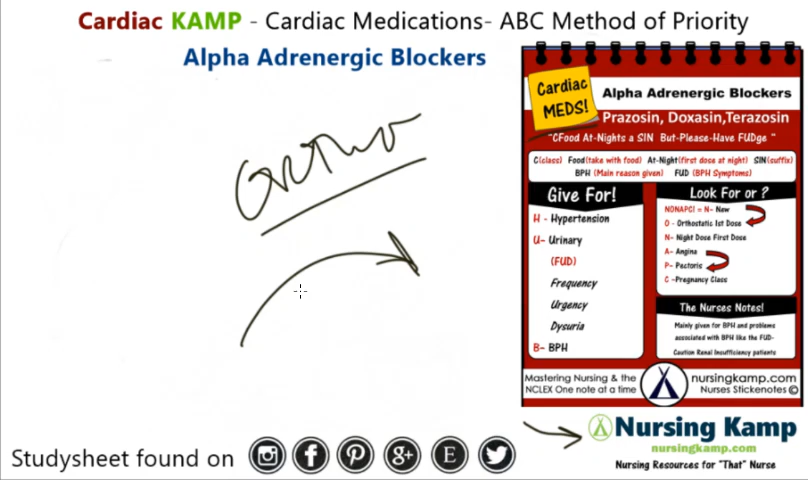 Cardiac KAMP - Cardiac Medications- ABC Method of Priority
Alpha Adrenergic Blockers
Ortho
Cardiac
MEDS!
Alpha Adrenergic Blockers
Prazosin, Doxasin,Terazosin
"CFood At-Nights a SIN But-Please-Have FUDge "
C(class) Food(take with food) At-Night(first dose at night) SIN(suffix)
BPH (Main reason given) FUD (BPH Symptoms)
Give For!
H - Hypertension
U- Urinary
(FUD)
Frequency
Urgency
Dysuria
B- BPH
Look For or ?
NONAPCI = N- New
O - Orthostatic 1st Dose
N- Night Dose First Dose
A- Angina
P- Pectoris
C -Pregnancy Class
The Nurses Notes!
Mainly given for BPH and problems
associated with BPH like the FUD-
Caution Renal Insufficiency patients
Mastering Nursing & the
NCLEX One note at a time
nursingkamp.com
Nurses Stickenotes ©
Nursing Kamp
nursingkamp.com
Nursing Resources for "That" Nurse
Studysheet found on